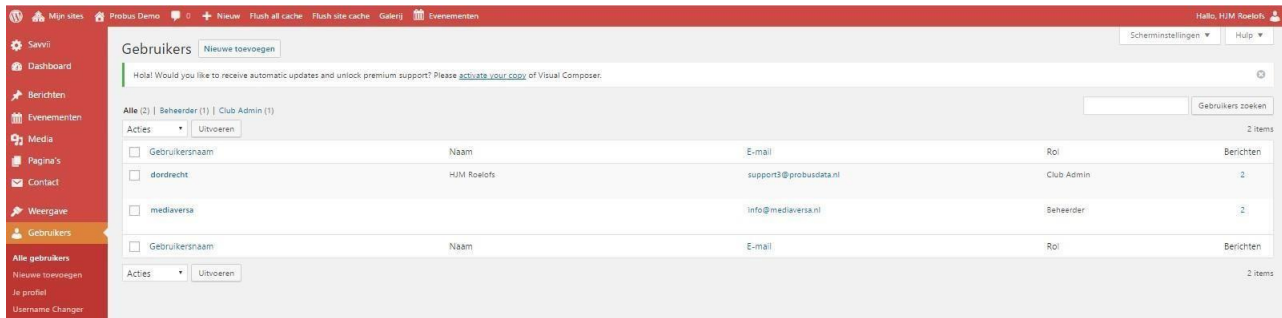 Mijn sites Probus Demo 0 + Nieuw Flush all cache Flush site cache Galerij Evenementen Hallo, HJM Roelofs
Savvii
Dashboard
Berichten
Evenementen
Media
Pagina's
Contact
Weergave
Gebruikers
Alle gebruikers
Nieuwe toevoegen
Je profiel
Username Changer
Scherminstellingen ▼ Hulp ▼
Gebruikers Nieuwe toevoegen
Hola! Would you like to receive automatic updates and unlock premium support? Please activate your copy of Visual Composer.
Alle (2) | Beheerder (1) | Club Admin (1)
Gebruikers zoeken
Acties Uitvoeren 2 items
Gebruikersnaam Naam E-mail Rol Berichten
dordrecht HJM Roelofs support3@probusdata.nl Club Admin 2
mediaversa info@mediaversa.nl Beheerder 2
Gebruikersnaam Naam E-mail Rol Berichten
Acties Uitvoeren 2 items